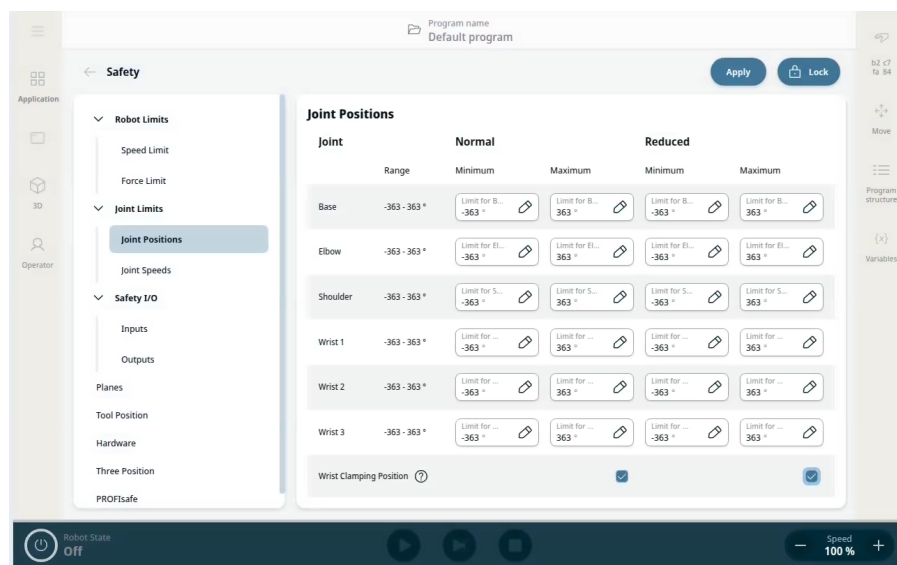 Program name
Default program
b2 c7
fa 84
Application
Move
3D
Program
structure
Operator
{x}
Variables
Safety
Apply
Lock
Robot Limits
Speed Limit
Force Limit
Joint Limits
Joint Positions
Joint Speeds
Safety I/O
Inputs
Outputs
Planes
Tool Position
Hardware
Three Position
PROFIsafe
Joint Positions
Joint Normal Reduced
Range Minimum Maximum Minimum Maximum
Limit for B... Limit for B... Limit for B... Limit for B...
Base -363 - 363 ° -363 ° 363 ° -363 ° 363 °
Limit for El... Limit for El... Limit for El... Limit for El...
Elbow -363 - 363 ° -363 ° 363 ° -363 ° 363 °
Limit for S... Limit for S... Limit for S... Limit for S...
Shoulder -363 - 363 ° -363 ° 363 ° -363 ° 363 °
Limit for ... Limit for ... Limit for ... Limit for ...
Wrist 1 -363 - 363 ° -363 ° 363 ° -363 ° 363 °
Limit for ... Limit for ... Limit for ... Limit for ...
Wrist 2 -363 - 363 ° -363 ° 363 ° -363 ° 363 °
Limit for ... Limit for ... Limit for ... Limit for ...
Wrist 3 -363 - 363 ° -363 ° 363 ° -363 ° 363 °
Wrist Clamping Position ?
Robot State
Off
Speed
100 %